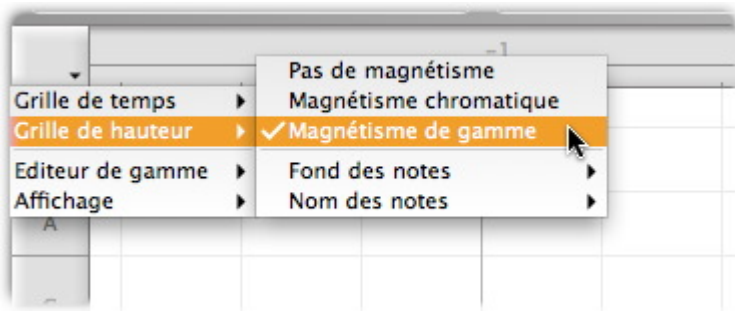 -1
Pas de magnétisme
Grille de temps
Magnétisme chromatique
Grille de hauteur
Magnétisme de gamme
Editeur de gamme
Fond des notes
Affichage
Nom des notes
A